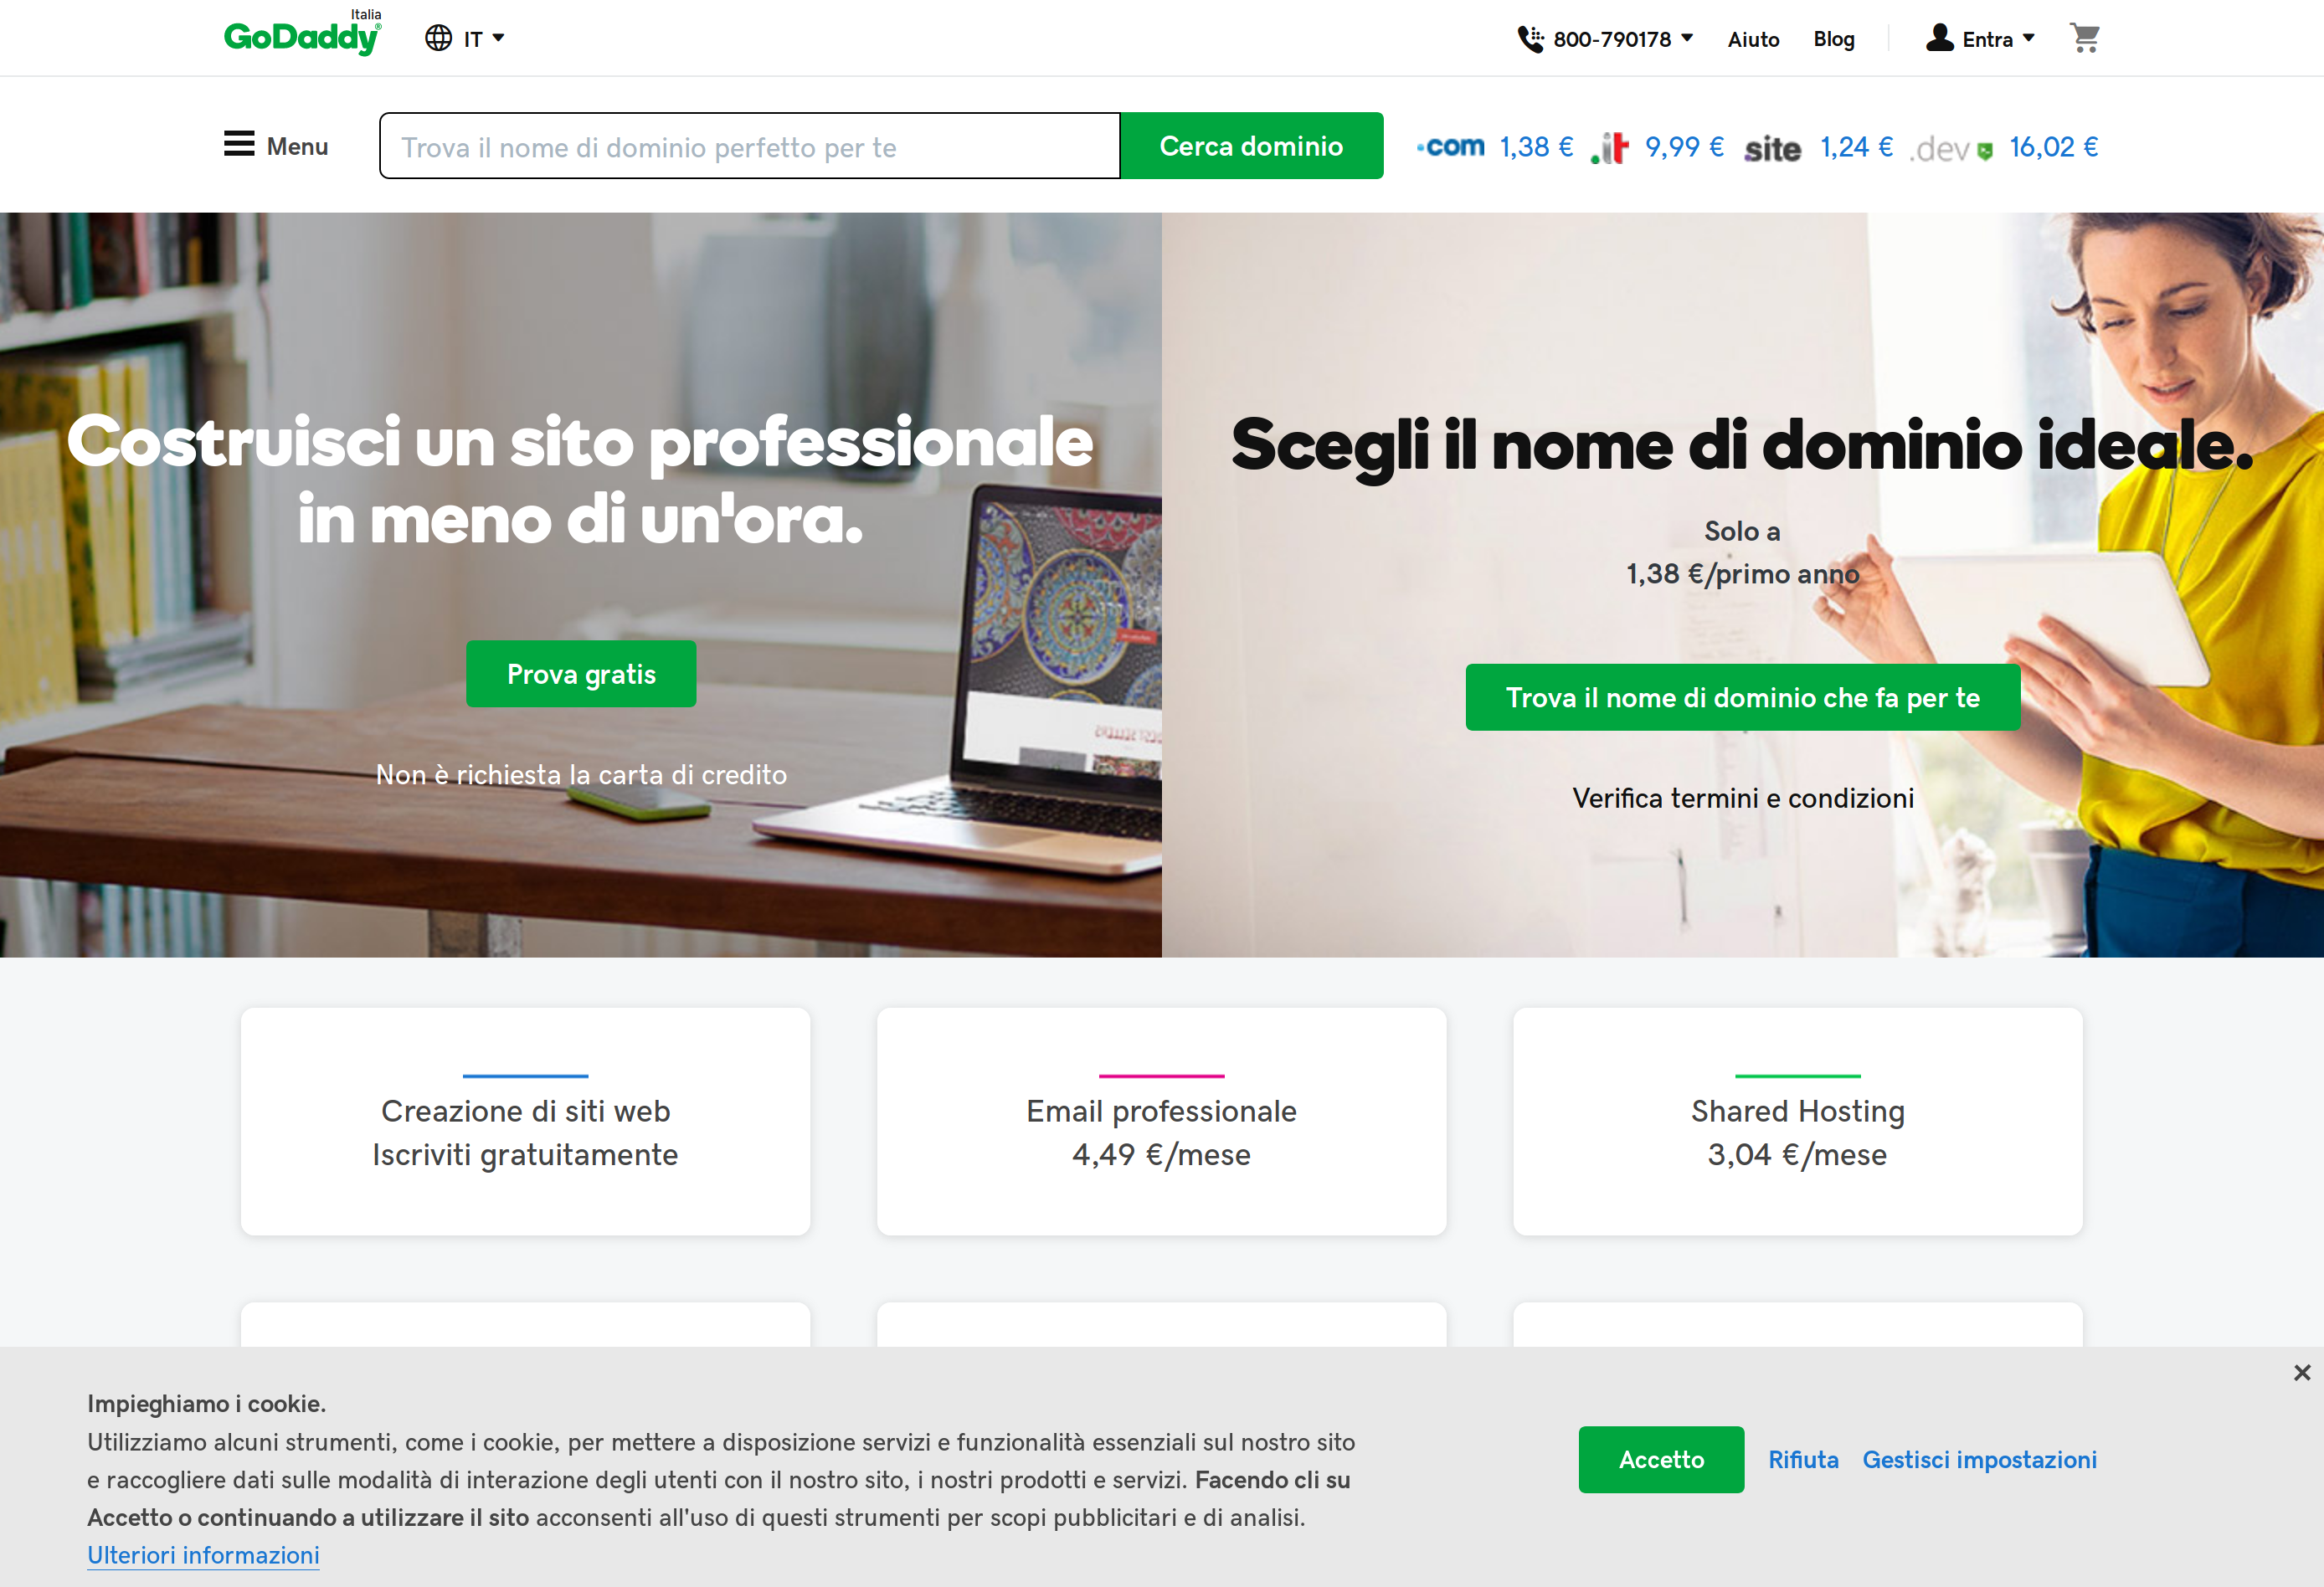 Italia
GoDaddy®
IT
800-790178
Aiuto
Blog
Entra
Menu
Trova il nome di dominio perfetto per te
Cerca dominio
.com 1,38 € .it 9,99 € site 1,24 € .dev 16,02 €
Costruisci un sito professionale
in meno di un'ora.
Prova gratis
Non è richiesta la carta di credito
Scegli il nome di dominio ideale.
Solo a
1,38 €/primo anno
Trova il nome di dominio che fa per te
Verifica termini e condizioni
Creazione di siti web
Iscriviti gratuitamente
Email professionale
4,49 €/mese
Shared Hosting
3,04 €/mese
Impieghiamo i cookie.
Utilizziamo alcuni strumenti, come i cookie, per mettere a disposizione servizi e funzionalità essenziali sul nostro sito
e raccogliere dati sulle modalità di interazione degli utenti con il nostro sito, i nostri prodotti e servizi. Facendo cli su
Accetto o continuando a utilizzare il sito acconsenti all'uso di questi strumenti per scopi pubblicitari e di analisi.
Ulteriori informazioni
Accetto
Rifiuta
Gestisci impostazioni